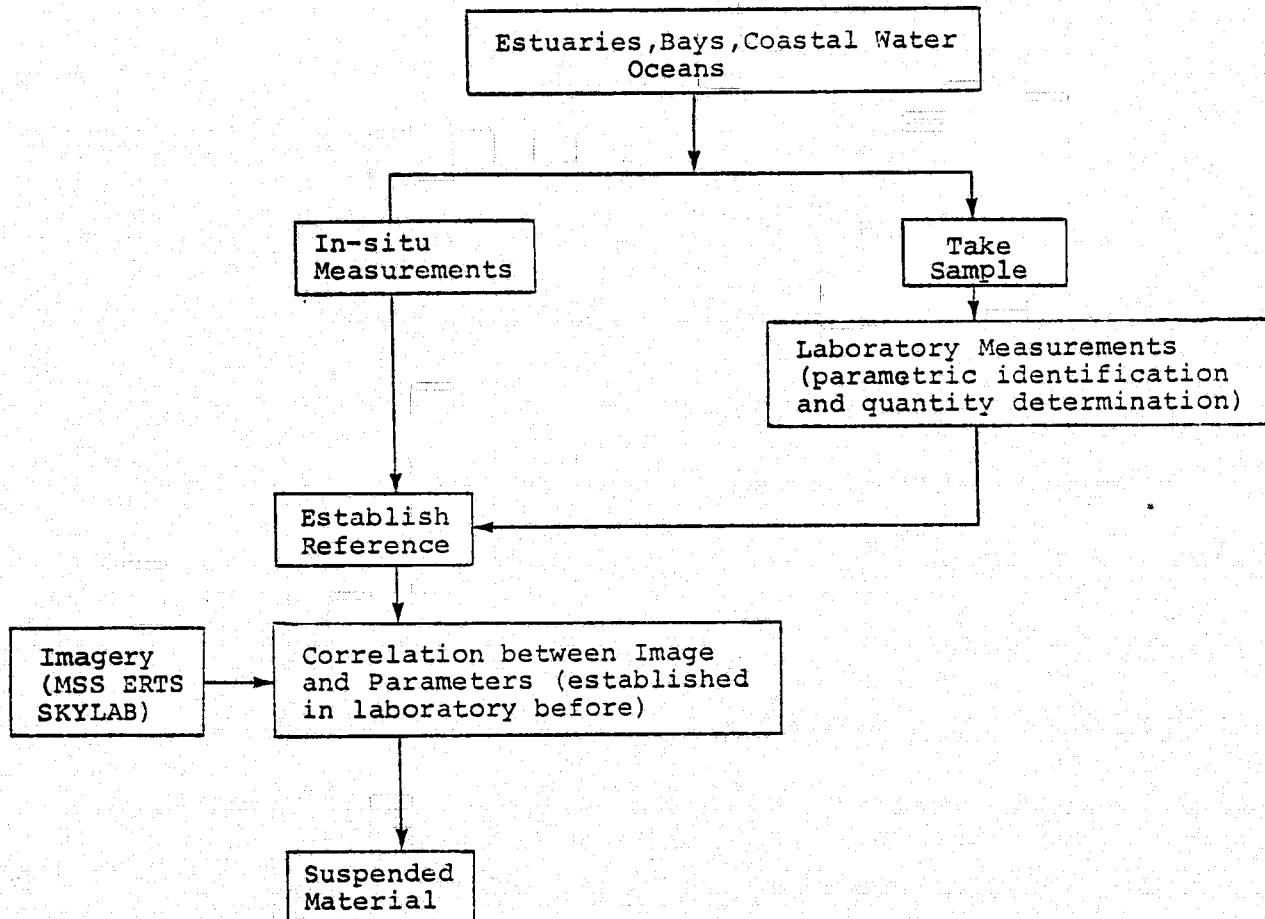 Estuaries,Bays,Coastal Water
Oceans
In-situ
Measurements
Take
Sample
Laboratory Measurements
(parametric identification
and quantity determination)
Establish
Reference
Imagery
(MSS ERTS
SKYLAB)
Correlation between Image
and Parameters (established
in laboratory before)
Suspended
Material